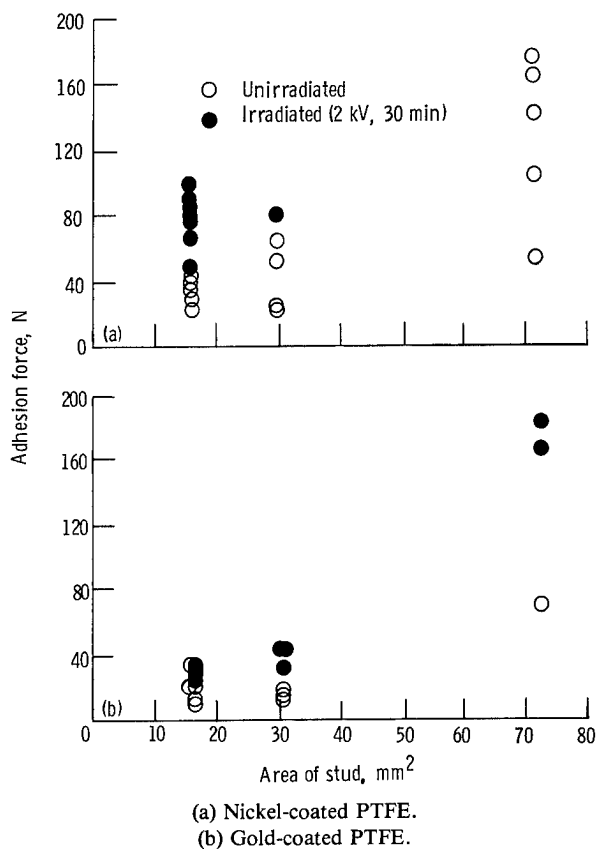 200
160
120
80
40
0
Unirradiated
Irradiated (2 kV, 30 min)
(a)
Adhesion force, N
200
160
120
80
40
(b)
0 10 20 30 40 50 60 70 80
Area of stud, mm²
(a) Nickel-coated PTFE.
(b) Gold-coated PTFE.